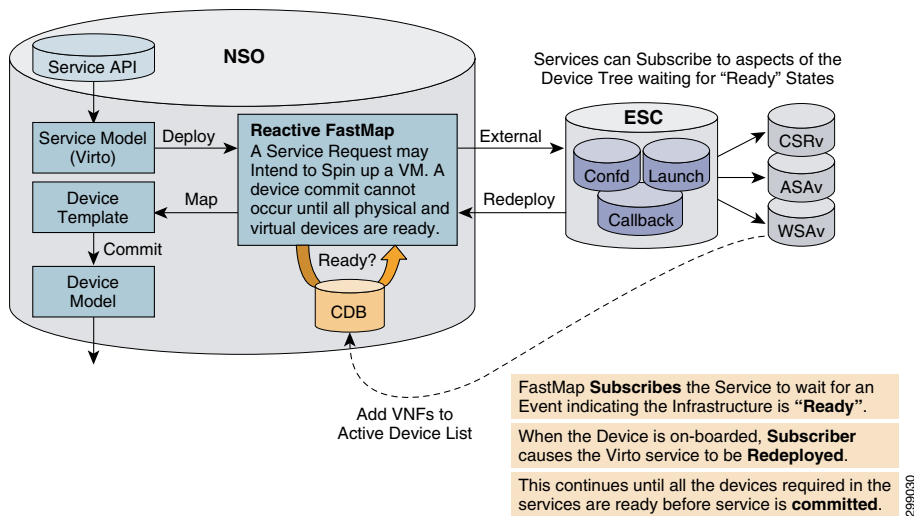 NSO
Service API
Service Model
(Virto)
Deploy
Reactive FastMap
A Service Request may
Intend to Spin up a VM. A
device commit cannot
occur until all physical and
virtual devices are ready.
Device
Template
Map
Commit
Device
Model
Ready?
CDB
External
Redeploy
Services can Subscribe to aspects of the
Device Tree waiting for “Ready” States
ESC
Confd
Launch
Callback
CSRv
ASAv
WSAv
Add VNFs to
Active Device List
FastMap Subscribes the Service to wait for an
Event indicating the Infrastructure is “Ready”.
When the Device is on-boarded, Subscriber
causes the Virto service to be Redeployed.
This continues until all the devices required in the
services are ready before service is committed.
299030